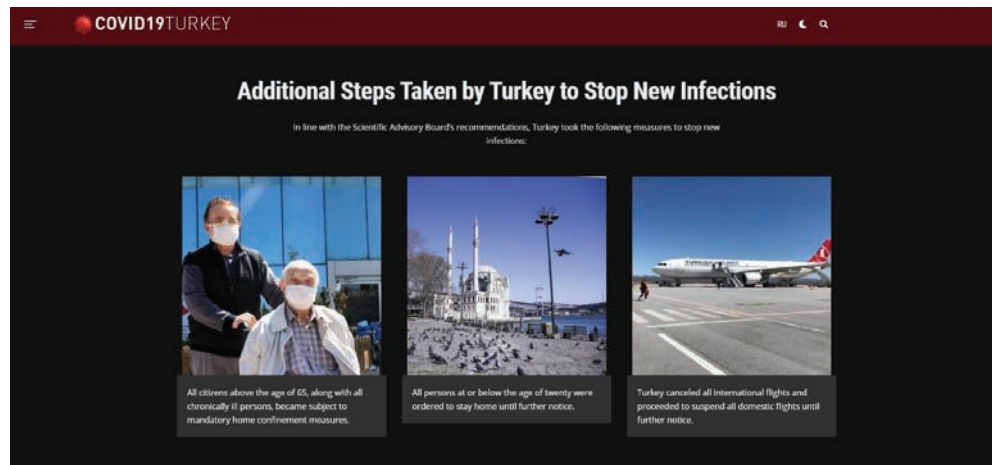 COVID19TURKEY
RU
Additional Steps Taken by Turkey to Stop New Infections
In line with the Scientific Advisory Board's recommendations, Turkey took the following measures to stop new
infections:
TURKISH AIRLINES
All citizens above the age of 65, along with all
chronically ill persons, became subject to
mandatory home confinement measures.
All persons at or below the age of twenty were
ordered to stay home until further notice.
Turkey canceled all international flights and
proceeded to suspend all domestic flights until
further notice.